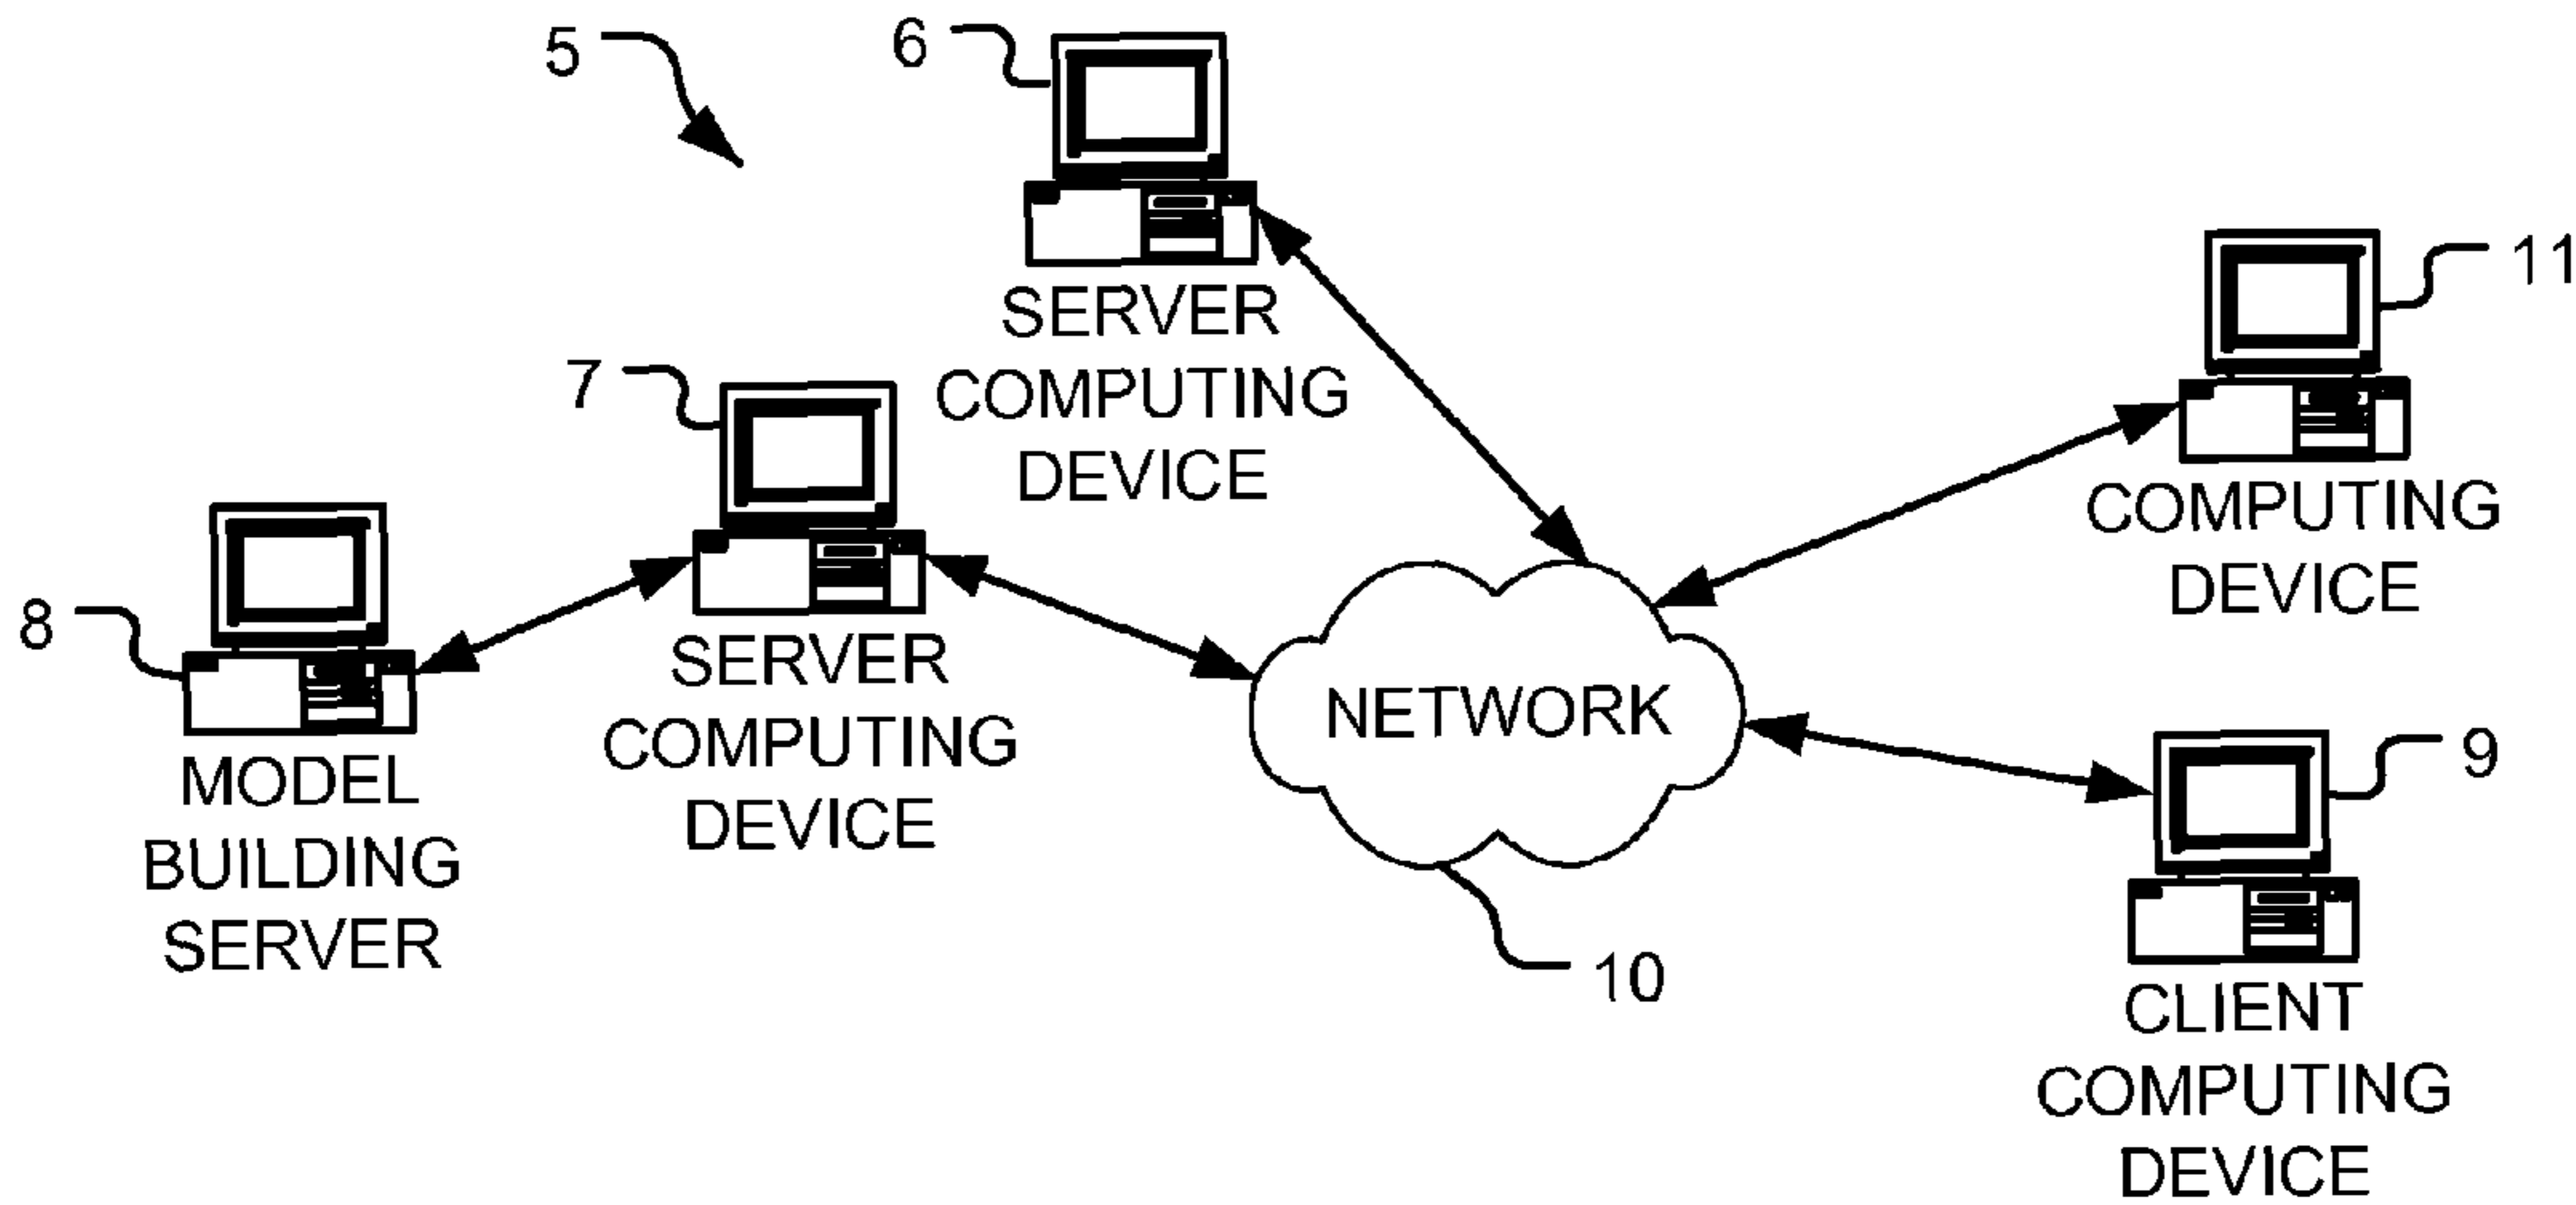 5
6
SERVER
COMPUTING
DEVICE
11
COMPUTING
DEVICE
7
SERVER
COMPUTING
DEVICE
8
MODEL
BUILDING
SERVER
NETWORK
10
9
CLIENT
COMPUTING
DEVICE